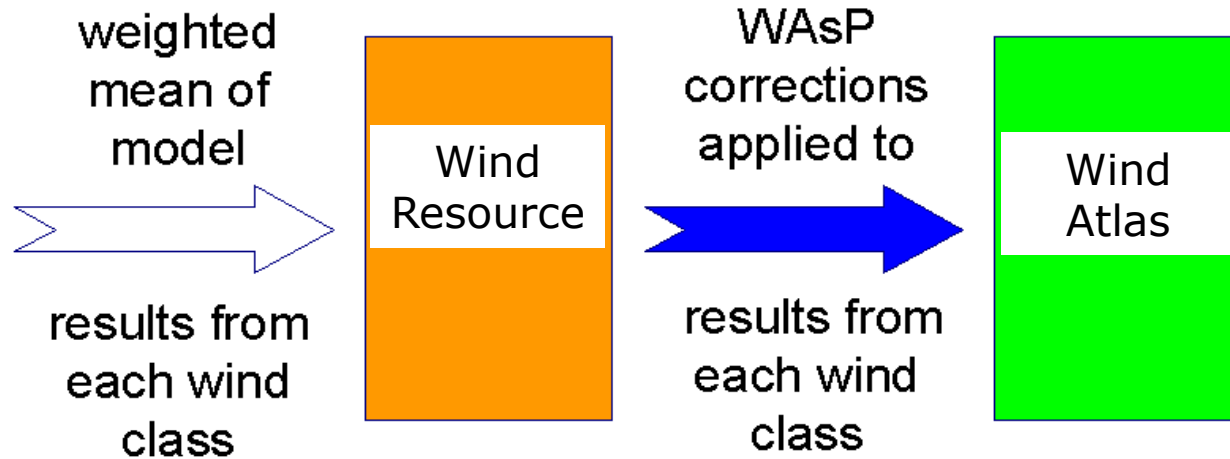 weighted
mean of
model
results from
each wind
class
Wind
Resource
WAsP
corrections
applied to
results from
each wind
class
Wind
Atlas